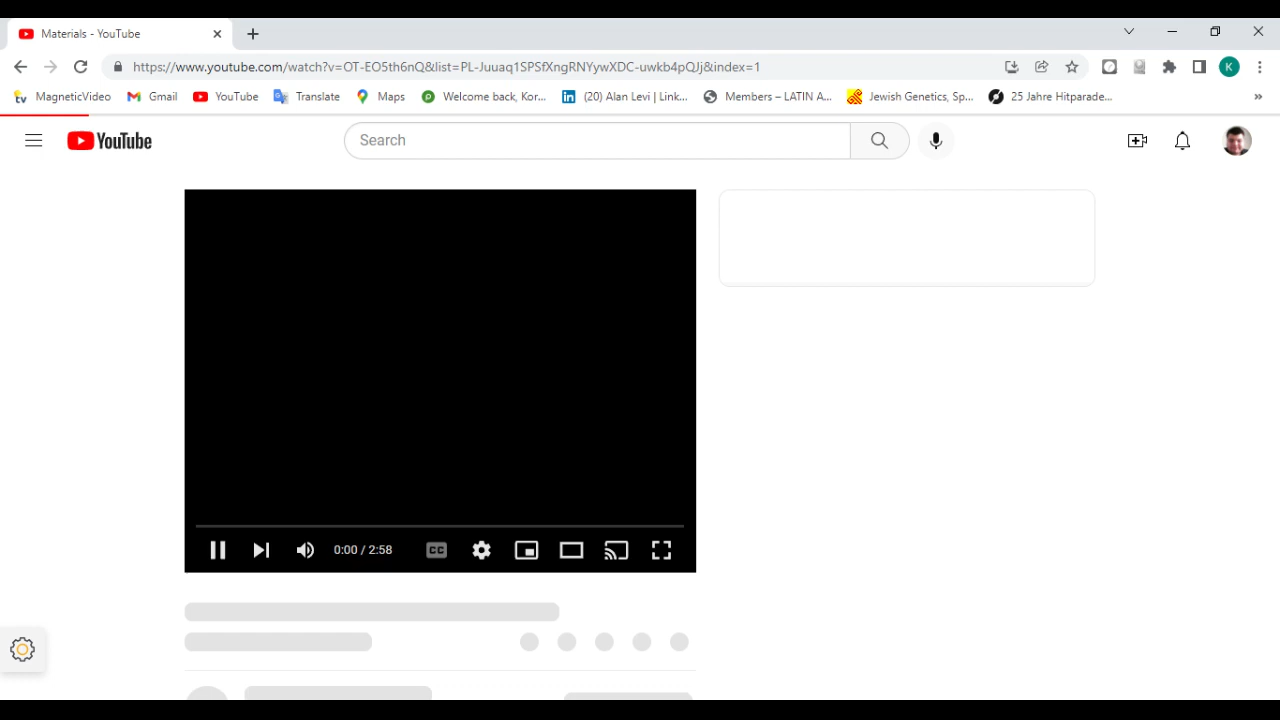 Materials - YouTube
https://www.youtube.com/watch?v=OT-EO5th6nQ&list=PL-Juuaq1SPSfXngRNYywXDC-uwkb4pQJj&index=1
K
tv MagneticVideo Gmail YouTube Translate Maps Welcome back, Kor... (20) Alan Levi | Link... Members – LATIN A... Jewish Genetics, Sp... 25 Jahre Hitparade... »
YouTube Search
0:00 / 2:58 CC